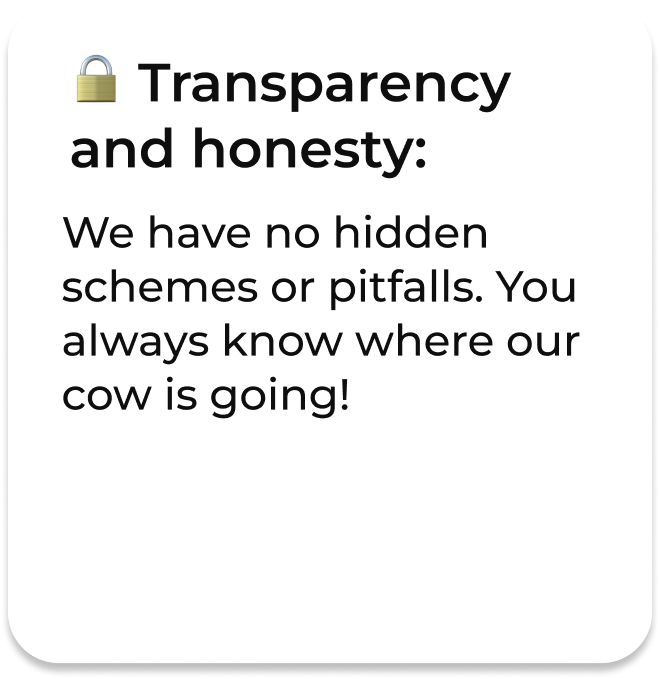 🔒 Transparency
and honesty:
We have no hidden
schemes or pitfalls. You
always know where our
cow is going!